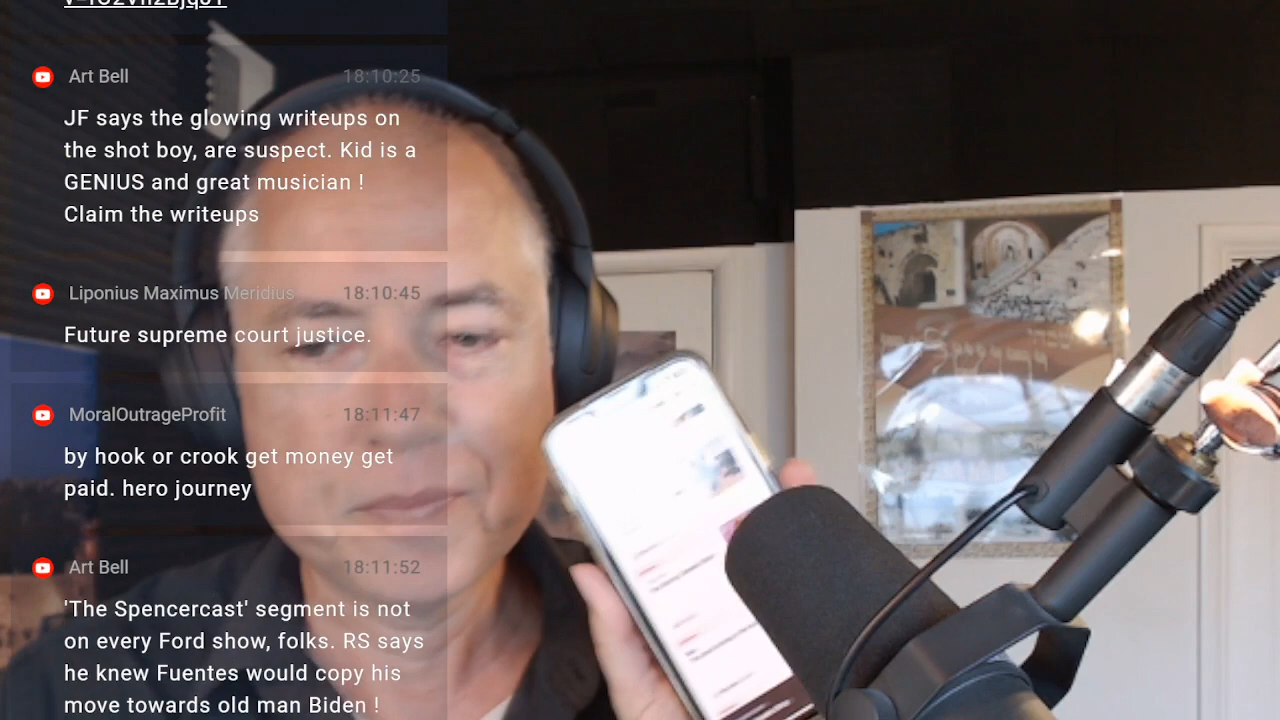 v=fO2VIIzBjq01
Art Bell 18:10:25
JF says the glowing writeups on
the shot boy, are suspect. Kid is a
GENIUS and great musician !
Claim the writeups
Liponius Maximus Meridius 18:10:45
Future supreme court justice.
MoralOutrageProfit 18:11:47
by hook or crook get money get
paid. hero journey
Art Bell 18:11:52
'The Spencercast' segment is not
on every Ford show, folks. RS says
he knew Fuentes would copy his
move towards old man Biden !